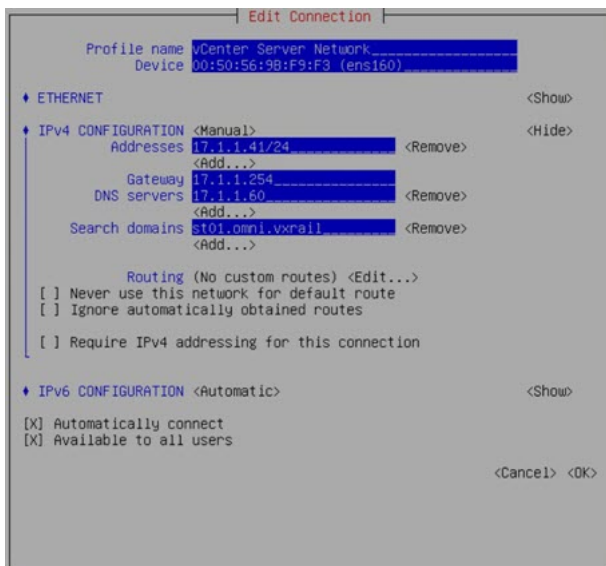 Edit Connection
Profile name vCenter Server Network
Device 00:50:56:9B:F9:F3 (ens160)
ETHERNET <Show>
IPv4 CONFIGURATION <Manual> <Hide>
Addresses 17.1.1.41/24 <Remove>
<Add...>
Gateway 17.1.1.254
DNS servers 17.1.1.60 <Remove>
<Add...>
Search domains st01.omni.vxrail <Remove>
<Add...>
Routing (No custom routes) <Edit...>
[ ] Never use this network for default route
[ ] Ignore automatically obtained routes
[ ] Require IPv4 addressing for this connection
IPv6 CONFIGURATION <Automatic> <Show>
[X] Automatically connect
[X] Available to all users
<Cancel> <OK>